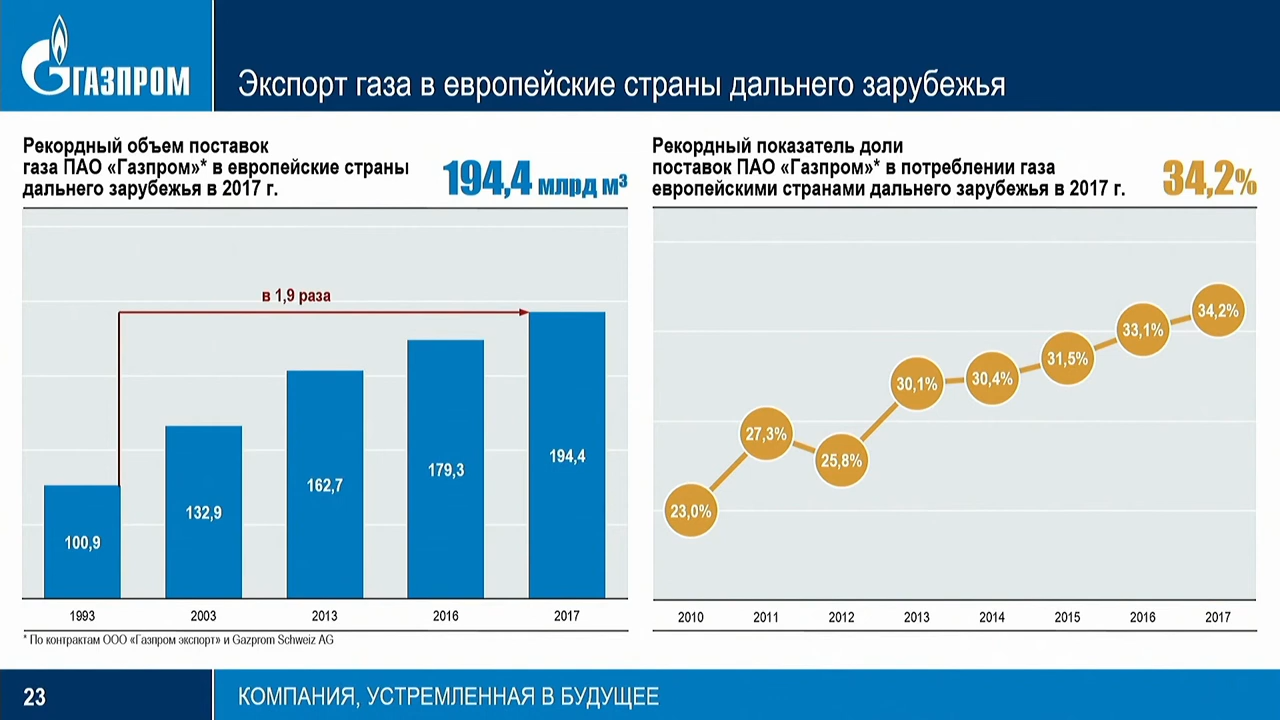 ГАЗПРОМ
Экспорт газа в европейские страны дальнего зарубежья
Рекордный объем поставок
газа ПАО «Газпром»* в европейские страны
дальнего зарубежья в 2017 г.
194,4 млрд м³
в 1,9 раза
100,9
132,9
162,7
179,3
194,4
1993
2003
2013
2016
2017
* По контрактам ООО «Газпром экспорт» и Gazprom Schweiz AG
Рекордный показатель доли
поставок ПАО «Газпром»* в потреблении газа
европейскими странами дальнего зарубежья в 2017 г.
34,2%
23,0%
27,3%
25,8%
30,1%
30,4%
31,5%
33,1%
34,2%
2010
2011
2012
2013
2014
2015
2016
2017
23
КОМПАНИЯ, УСТРЕМЛЕННАЯ В БУДУЩЕЕ